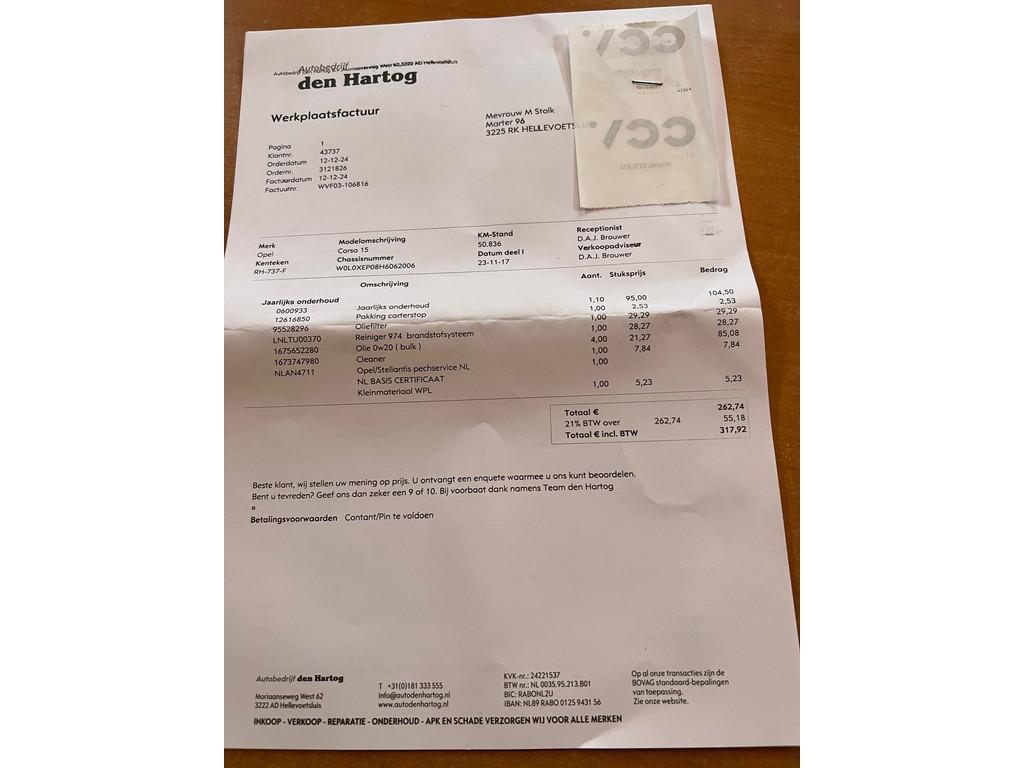 CCV
Autobedrijf
den Hartog
Werkplaatsfactuur
Mevrouw M Stolk
Marter 96
3225 RK HELLEVOETSLUIS
WWW.CCV.EU
Pagina 1
Klantnr. 43737
Orderdatum 12-12-24
Ordernr. 3121826
Factuurdatum 12-12-24
Factuurnr. WVF03-106816
Merk Modelomschrijving KM-Stand Receptionist
Opel Corsa 15 50.836 D.A.J. Brouwer
Kenteken Chassisnummer Datum deel I Verkoopadviseur
RH-737-F W0L0XEP08H6062006 23-11-17 D.A.J. Brouwer
Omschrijving Aant. Stuksprijs Bedrag
Jaarlijks onderhoud
0600933 Jaarlijks onderhoud 1,10 95,00 104,50
12616850 Pakking carterstop 1,00 2,53 2,53
95528296 Oliefilter 1,00 29,29 29,29
LNLTU00370 Reiniger 974 brandstofsysteem 1,00 28,27 28,27
1675652280 Olie 0w20 ( bulk ) 4,00 21,27 85,08
1673747980 Cleaner 1,00 7,84 7,84
NLAN4711 Opel/Stellantis pechservice NL 1,00
NL BASIS CERTIFICAAT
Kleinmateriaal WPL 1,00 5,23 5,23
Totaal € 262,74
21% BTW over 262,74 55,18
Totaal € incl. BTW 317,92
Beste klant, wij stellen uw mening op prijs. U ontvangt een enquete waarmee u ons kunt beoordelen.
Bent u tevreden? Geef ons dan zeker een 9 of 10. Bij voorbaat dank namens Team den Hartog
Betalingsvoorwaarden Contant/Pin te voldoen
Autobedrijf den Hartog
Moriaanseweg West 62
3222 AD Hellevoetsluis
T +31(0)181 333 555
info@autodenhartog.nl
www.autodenhartog.nl
KVK-nr.: 24221537
BTW nr.: NL 0035.95.213.B01
BIC: RABONL2U
IBAN: NL89 RABO 0125 9431 56
Op al onze transacties zijn de
BOVAG standaard-bepalingen
van toepassing.
Zie onze website.
INKOOP - VERKOOP - REPARATIE - ONDERHOUD - APK EN SCHADE VERZORGEN WIJ VOOR ALLE MERKEN